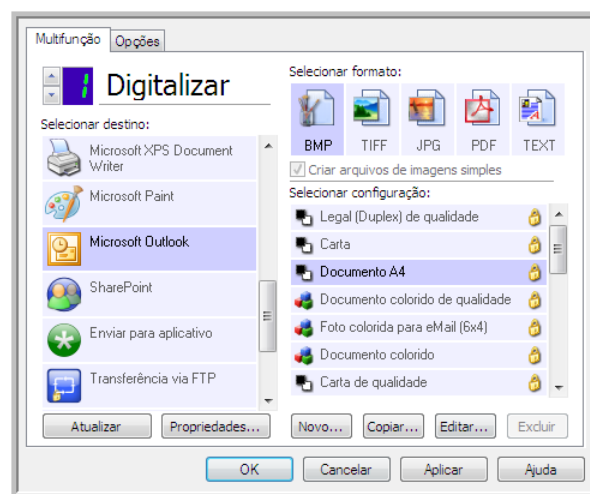 Multifunção
Opções
1 Digitalizar
Selecionar destino:
Microsoft XPS Document
Writer
Microsoft Paint
Microsoft Outlook
SharePoint
Enviar para aplicativo
Transferência via FTP
Atualizar
Propriedades...
Selecionar formato:
BMP
TIFF
JPG
PDF
TEXT
Criar arquivos de imagens simples
Selecionar configuração:
Legal (Duplex) de qualidade
Carta
Documento A4
Documento colorido de qualidade
Foto colorida para eMail (6x4)
Documento colorido
Carta de qualidade
Novo...
Copiar...
Editar...
Excluir
OK
Cancelar
Aplicar
Ajuda